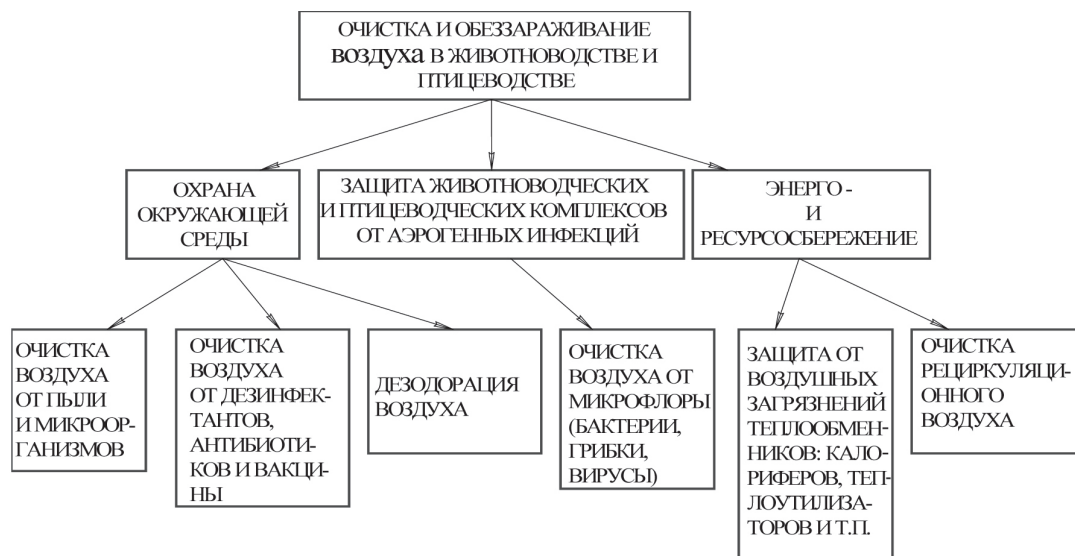 ОЧИСТКА И ОБЕЗЗАРАЖИВАНИЕ
воздуха В ЖИВОТНОВОДСТВЕ И
ПТИЦЕВОДСТВЕ
ОХРАНА
ОКРУЖАЮЩЕЙ
СРЕДЫ
ЗАЩИТА ЖИВОТНОВОДЧЕСКИХ
И ПТИЦЕВОДЧЕСКИХ КОМПЛЕКСОВ
ОТ АЭРОГЕННЫХ ИНФЕКЦИЙ
ЭНЕРГО -
И
РЕСУРСОСБЕРЕЖЕНИЕ
ОЧИСТКА
ВОЗДУХА
ОТ ПЫЛИ
И МИКРООР-
ГАНИЗМОВ
ОЧИСТКА
ВОЗДУХА
ОТ ДЕЗИНФЕК-
ТАНТОВ,
АНТИБИОТИ-
КОВ И ВАКЦИ-
НЫ
ДЕЗОДОРАЦИЯ
ВОЗДУХА
ОЧИСТКА
ВОЗДУХА ОТ
МИКРОФЛОРЫ
(БАКТЕРИИ,
ГРИБКИ,
ВИРУСЫ)
ЗАЩИТА ОТ
ВОЗДУШНЫХ
ЗАГРЯЗНЕНИЙ
ТЕПЛООБМЕН-
НИКОВ: КАЛО-
РИФЕРОВ, ТЕП-
ЛОУТИЛИЗА-
ТОРОВ И Т.П.
ОЧИСТКА
РЕЦИРКУЛЯЦИ-
ОННОГО
ВОЗДУХА